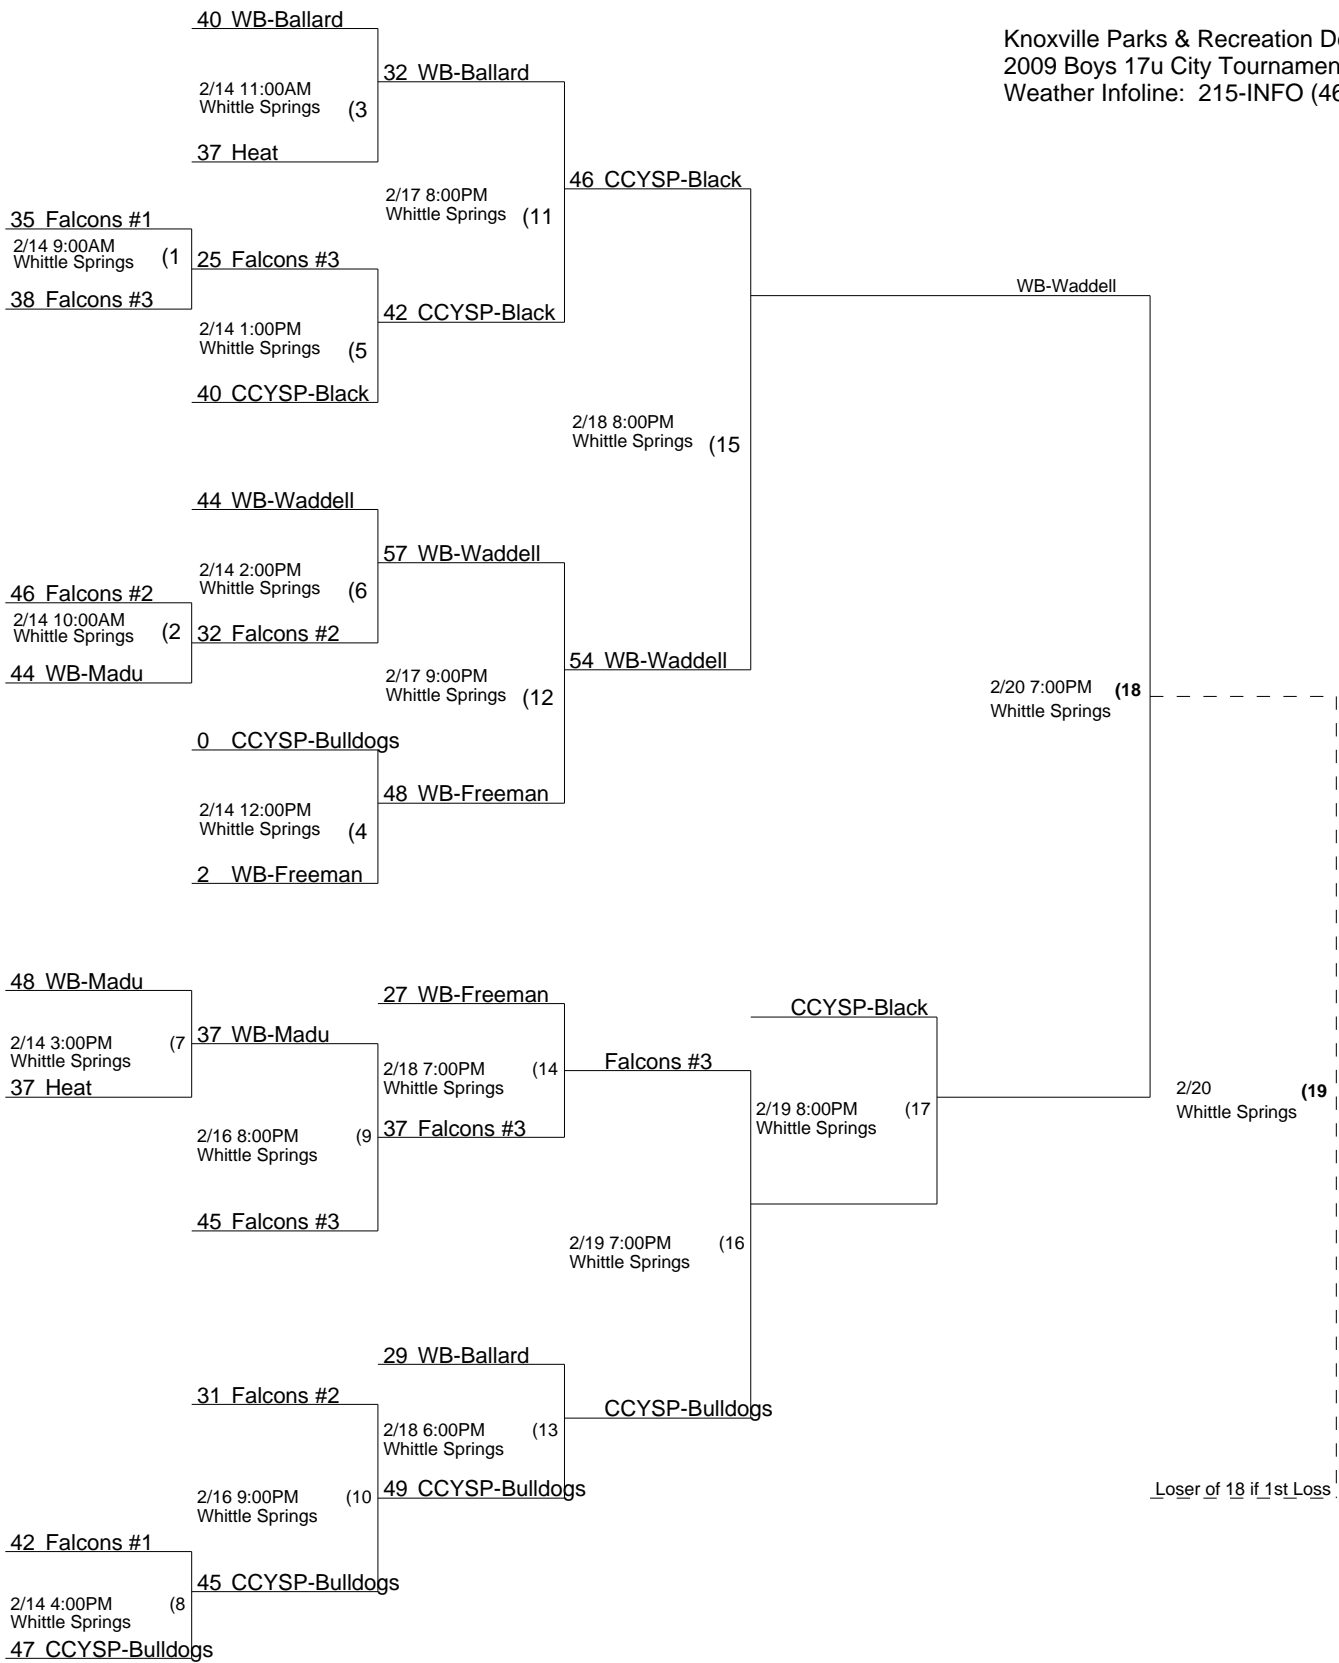 40 WB-Ballard
Knoxville Parks & Recreation
2009 Boys 17u City
Weather Infoline: 215-INFO
32 WB-Ballard
2/14 11:00AM
Whittle Springs (3
37 Heat
46 CCYSP-Black
2/17 8:00PM
Whittle Springs (11
35 Falcons #1
2/14 9:00AM
Whittle Springs (1
25 Falcons #3
38 Falcons #3
WB-Waddell
42 CCYSP-Black
2/14 1:00PM
Whittle Springs (5
40 CCYSP-Black
2/18 8:00PM
Whittle Springs (15
44 WB-Waddell
57 WB-Waddell
2/14 2:00PM
Whittle Springs (6
46 Falcons #2
2/14 10:00AM
Whittle Springs (2
32 Falcons #2
44 WB-Madu
54 WB-Waddell
2/17 9:00PM
Whittle Springs (12
2/20 7:00PM (18
Whittle Springs
0 CCYSP-Bulldogs
48 WB-Freeman
2/14 12:00PM
Whittle Springs (4
2 WB-Freeman
48 WB-Madu
27 WB-Freeman
CCYSP-Black
37 WB-Madu
2/14 3:00PM (7
Whittle Springs
Falcons #3
2/18 7:00PM (14
Whittle Springs
37 Heat
2/20 (19
Whittle Springs
2/19 8:00PM (17
Whittle Springs
37 Falcons #3
2/16 8:00PM (9
Whittle Springs
45 Falcons #3
2/19 7:00PM (16
Whittle Springs
29 WB-Ballard
31 Falcons #2
CCYSP-Bulldogs
2/18 6:00PM (13
Whittle Springs
49 CCYSP-Bulldogs
Loser of 18 if 1st Loss
2/16 9:00PM (10
Whittle Springs
42 Falcons #1
45 CCYSP-Bulldogs
2/14 4:00PM (8
Whittle Springs
47 CCYSP-Bulldogs